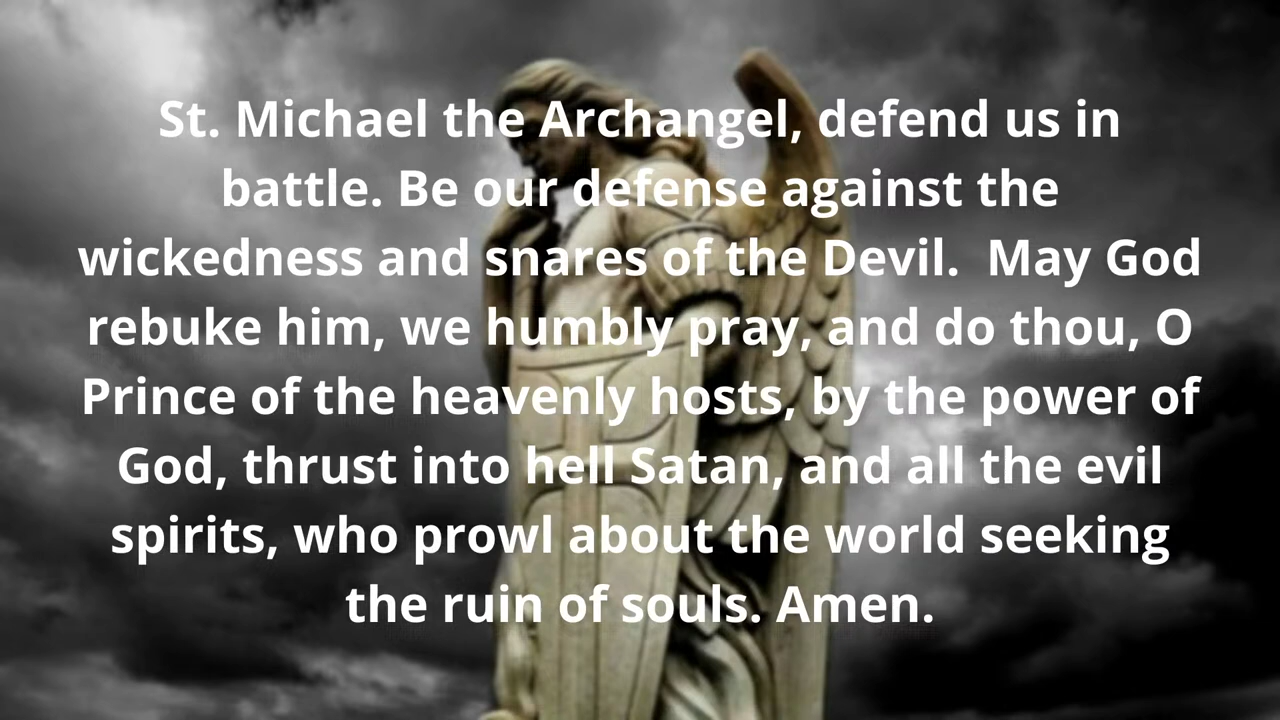 St. Michael the Archangel, defend us in
battle. Be our defense against the
wickedness and snares of the Devil.  May God
rebuke him, we humbly pray, and do thou, O
Prince of the heavenly hosts, by the power of
God, thrust into hell Satan, and all the evil
spirits, who prowl about the world seeking
the ruin of souls. Amen.